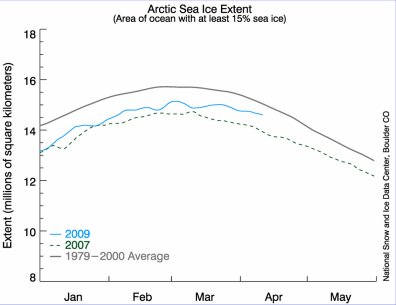 Arctic Sea Ice Extent
(Area of ocean with at least 15% sea ice)
Extent (millions of square kilometers)
18
16
14
12
10
8
2009
2007
1979−2000 Average
Jan
Feb
Mar
Apr
May
National Snow and Ice Data Center, Boulder CO